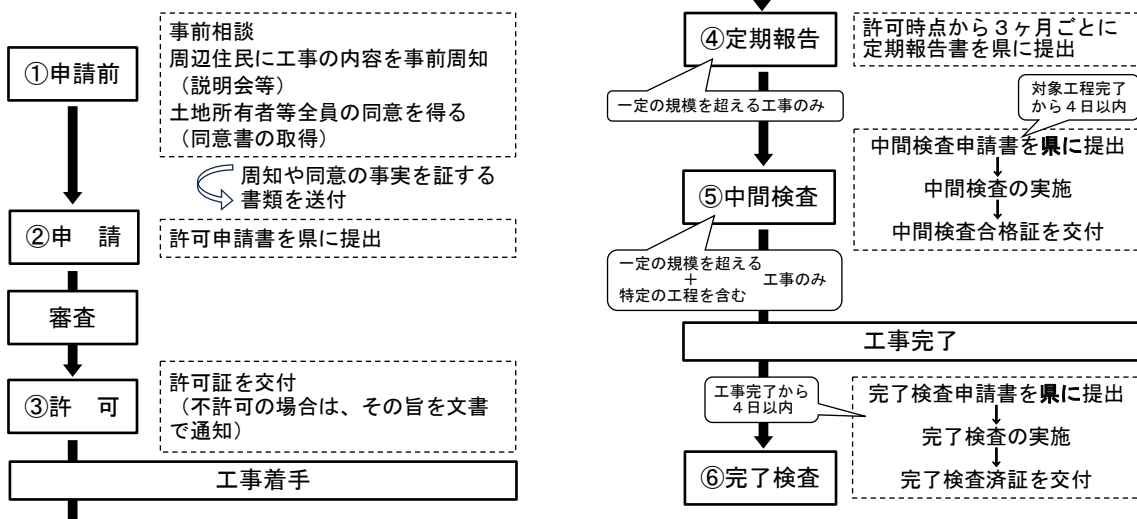 ①申請前
事前相談
周辺住民に工事の内容を事前周知
（説明会等）
土地所有者等全員の同意を得る
（同意書の取得）
周知や同意の事実を証する
書類を送付
②申　請
許可申請書を県に提出
審査
③許　可
許可証を交付
（不許可の場合は、その旨を文書
で通知）
工事着手
④定期報告
許可時点から３ヶ月ごとに
定期報告書を県に提出
一定の規模を超える工事のみ
対象工程完了
から４日以内
中間検査申請書を県に提出
中間検査の実施
中間検査合格証を交付
⑤中間検査
一定の規模を超える
＋
特定の工程を含む
工事のみ
工事完了
工事完了から
４日以内
完了検査申請書を県に提出
完了検査の実施
完了検査済証を交付
⑥完了検査